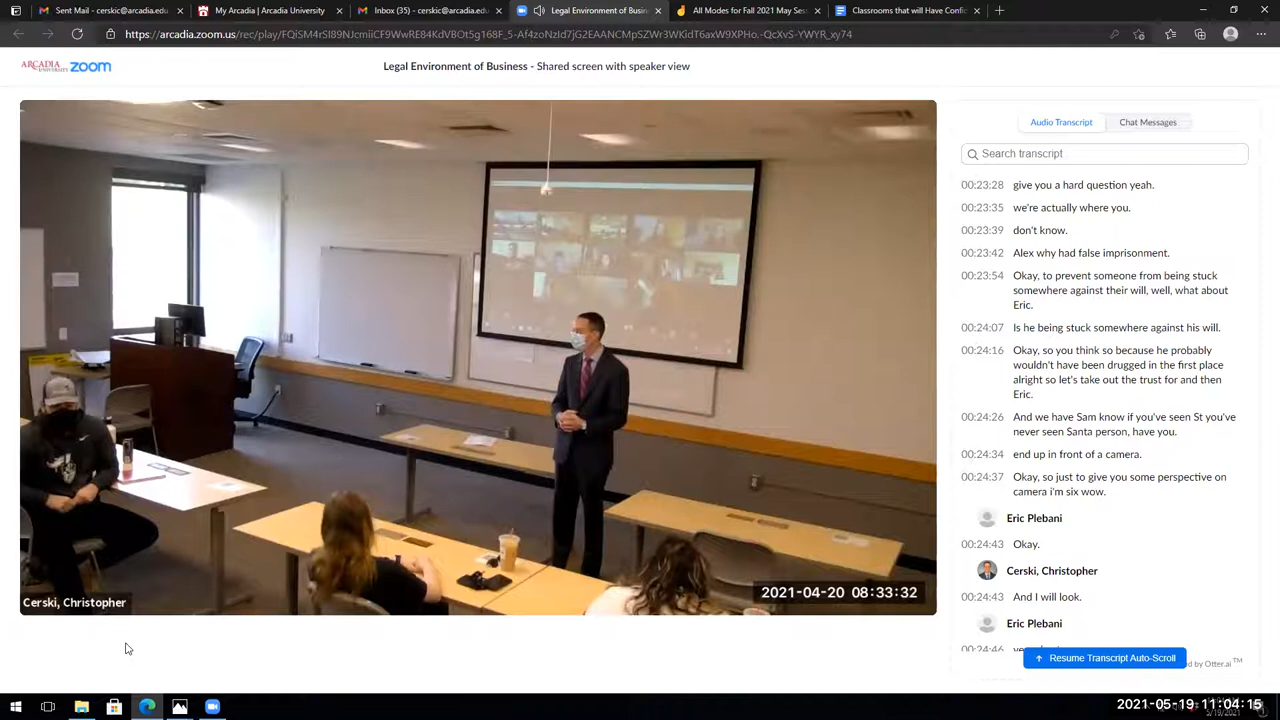 Sent Mail - cerskic@arcadia.edu
My Arcadia | Arcadia University
Inbox (35) - cerskic@arcadia.edu
Legal Environment of Busin
All Modes for Fall 2021 May Ses
Classrooms that will Have Confi
ARCADIA UNIVERSITY zoom
Legal Environment of Business - Shared screen with speaker view
Audio Transcript
Chat Messages
Search transcript
00:23:28 give you a hard question yeah.
00:23:35 we're actually where you.
00:23:39 don't know.
00:23:42 Alex why had false imprisonment.
00:23:54 Okay, to prevent someone from being stuck
somewhere against their will, well, what about
Eric.
00:24:07 Is he being stuck somewhere against his will.
00:24:16 Okay, so you think so because he probably
wouldn't have been drugged in the first place
alright so let's take out the trust for and then
Eric.
00:24:26 And we have Sam know if you've seen St you've
never seen Santa person, have you.
00:24:34 end up in front of a camera.
00:24:37 Okay, so just to give you some perspective on
camera i'm six wow.
Eric Plebani
00:24:43 Okay.
Cerski, Christopher
00:24:43 And I will look.
Eric Plebani
00:24:46
Resume Transcript Auto-Scroll
d by Otter.ai™
2021-04-20 08:33:32
Cerski, Christopher
2021-05-19 11:04:15
5/19/2021